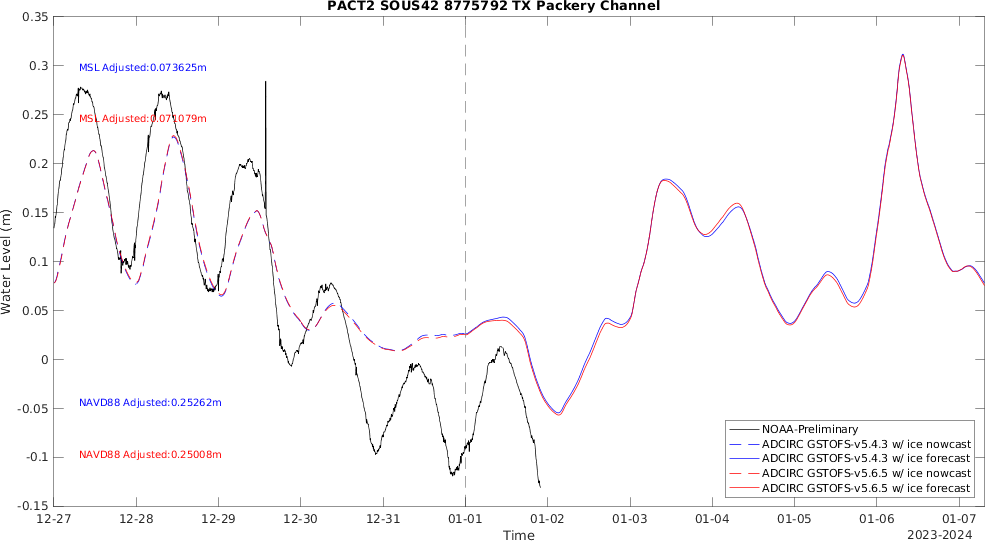 PACT2 SOUS42 8775792 TX Packery Channel
0.35
0.3
0.25
0.2
0.15
0.1
0.05
0
-0.05
-0.1
-0.15
Water Level (m)
MSL Adjusted:0.073625m
MSL Adjusted:0.071079m
NAVD88 Adjusted:0.25262m
NAVD88 Adjusted:0.25008m
NOAA-Preliminary
ADCIRC GSTOFS-v5.4.3 w/ ice nowcast
ADCIRC GSTOFS-v5.4.3 w/ ice forecast
ADCIRC GSTOFS-v5.6.5 w/ ice nowcast
ADCIRC GSTOFS-v5.6.5 w/ ice forecast
12-27 12-28 12-29 12-30 12-31 01-01 01-02 01-03 01-04 01-05 01-06 01-07
Time
2023-2024